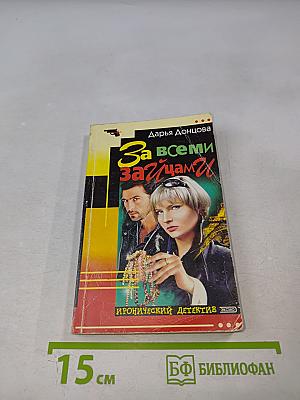 Дарья Донцова
За всеми
зайцами
ИРОНИЧЕСКИЙ ДЕТЕКТИВ
15 см
БФ БИБЛИОФАН